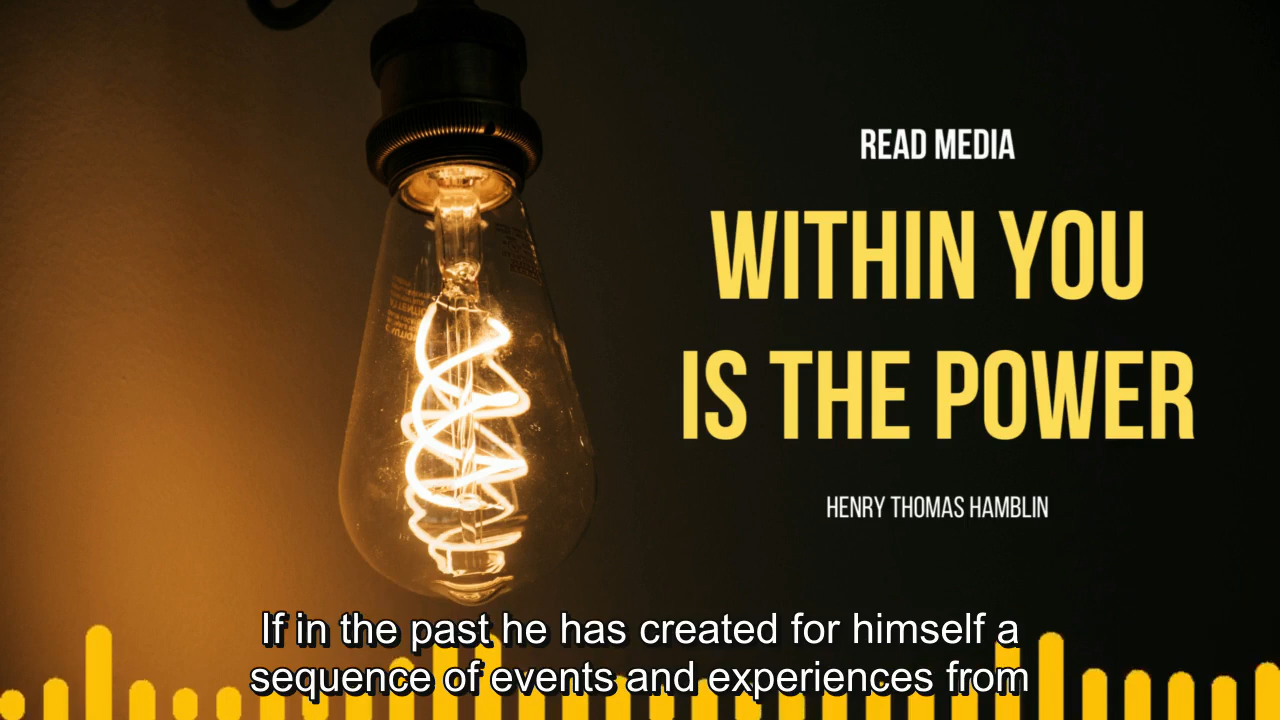 READ MEDIA
WITHIN YOU
IS THE POWER
HENRY THOMAS HAMBLIN
If in the past he has created for himself a
sequence of events and experiences from